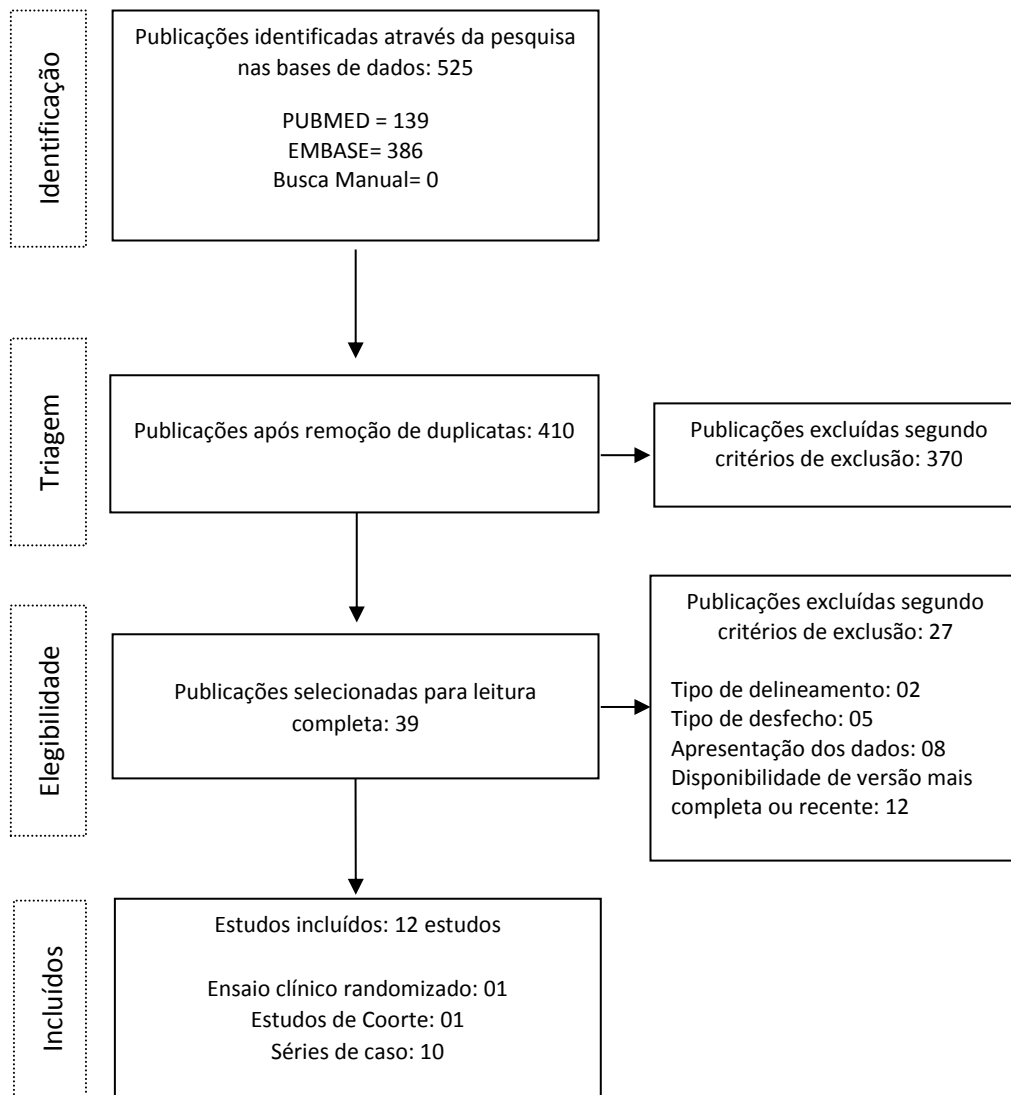 Identificação
Publicações identificadas através da pesquisa
nas bases de dados: 525
PUBMED = 139
EMBASE= 386
Busca Manual= 0
Triagem
Publicações após remoção de duplicatas: 410
Publicações excluídas segundo
critérios de exclusão: 370
Elegibilidade
Publicações selecionadas para leitura
completa: 39
Publicações excluídas segundo
critérios de exclusão: 27
Tipo de delineamento: 02
Tipo de desfecho: 05
Apresentação dos dados: 08
Disponibilidade de versão mais
completa ou recente: 12
Incluídos
Estudos incluídos: 12 estudos
Ensaio clínico randomizado: 01
Estudos de Coorte: 01
Séries de caso: 10